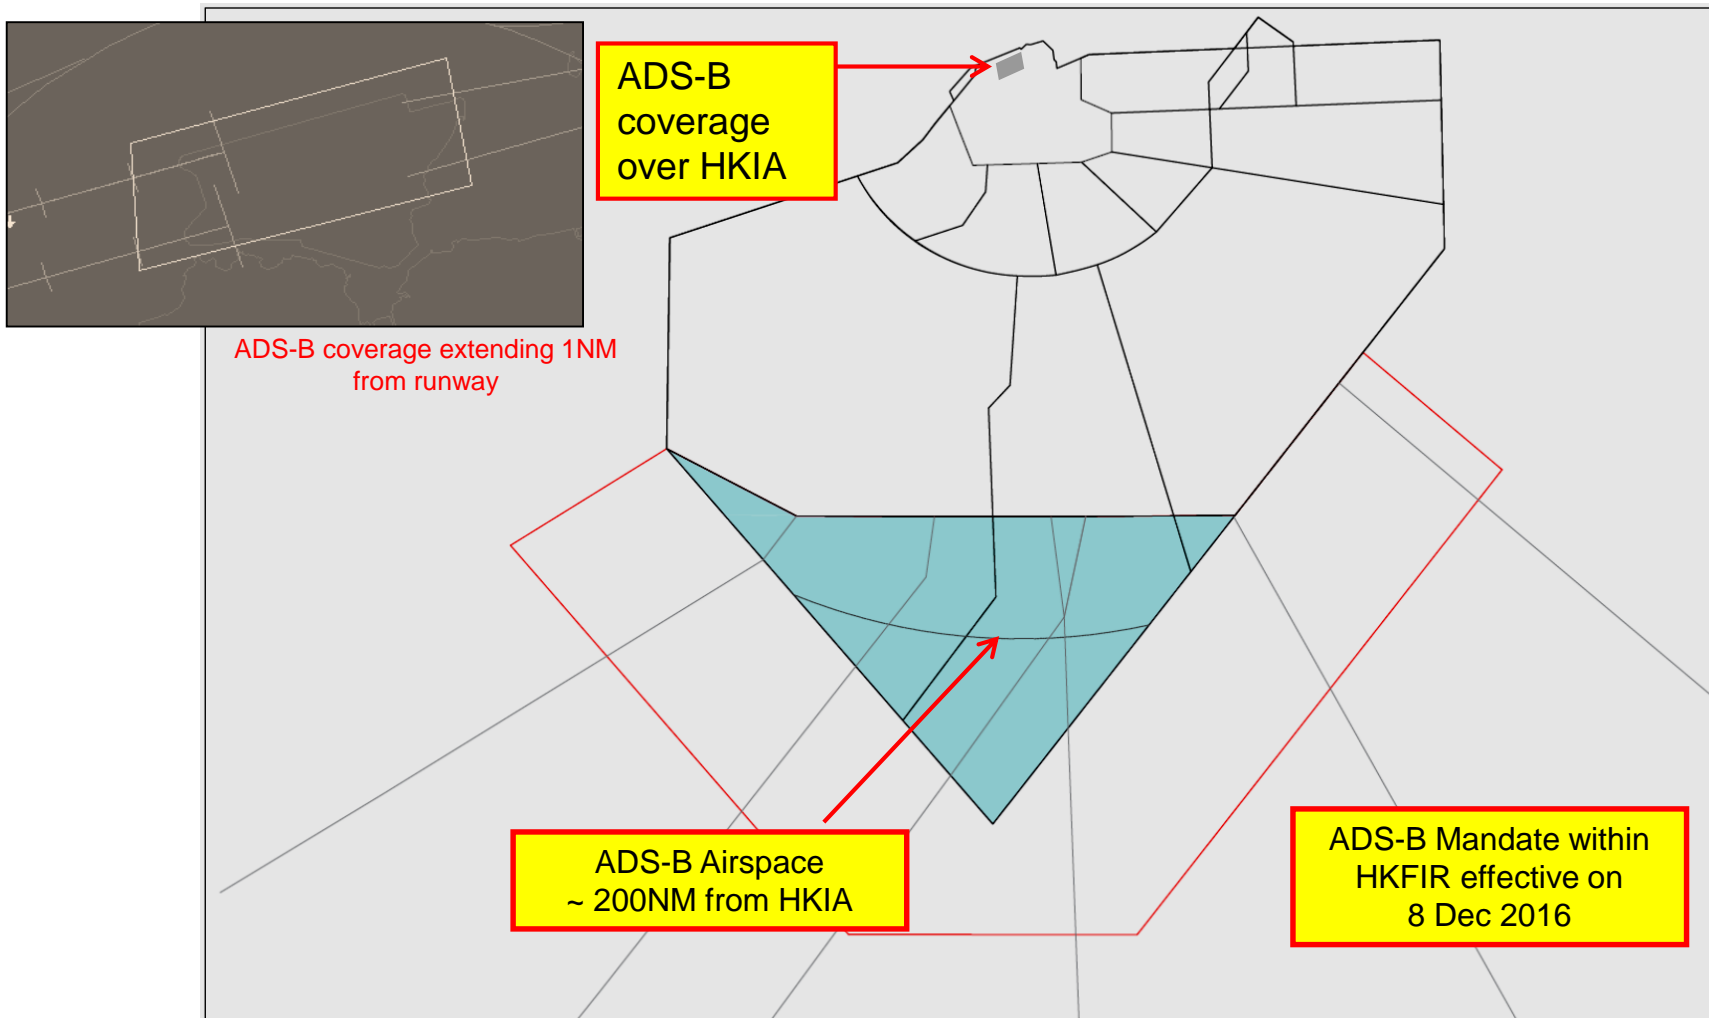 ADS-B
coverage
over HKIA
ADS-B coverage extending 1NM
from runway
ADS-B Airspace
~ 200NM from HKIA
ADS-B Mandate within
HKFIR effective on
8 Dec 2016